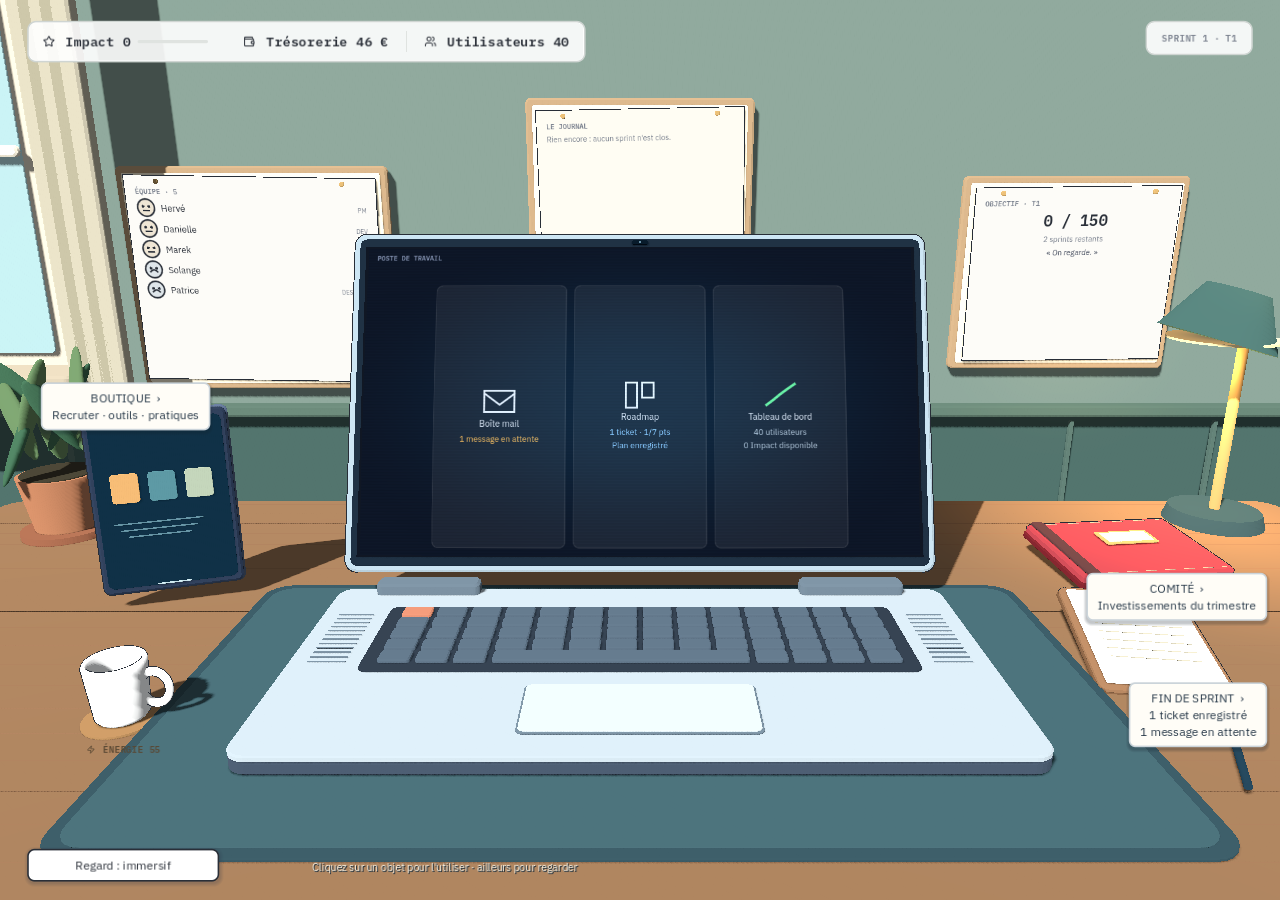 Impact 0
Trésorerie 46 €
Utilisateurs 40
SPRINT 1 · T1
LE JOURNAL
Rien encore : aucun sprint n'est clos.
ÉQUIPE · 5
Hervé PM
Danielle DEV
Marek
Solange
Patrice DES
OBJECTIF · T1
0 / 150
2 sprints restants
« On regarde. »
POSTE DE TRAVAIL
Boîte mail
1 message en attente
Roadmap
1 ticket · 1/7 pts
Plan enregistré
Tableau de bord
40 utilisateurs
0 Impact disponible
BOUTIQUE ›
Recruter · outils · pratiques
COMITÉ ›
Investissements du trimestre
FIN DE SPRINT ›
1 ticket enregistré
1 message en attente
ÉNERGIE 55
Regard : immersif
Cliquez sur un objet pour l'utiliser · ailleurs pour regarder